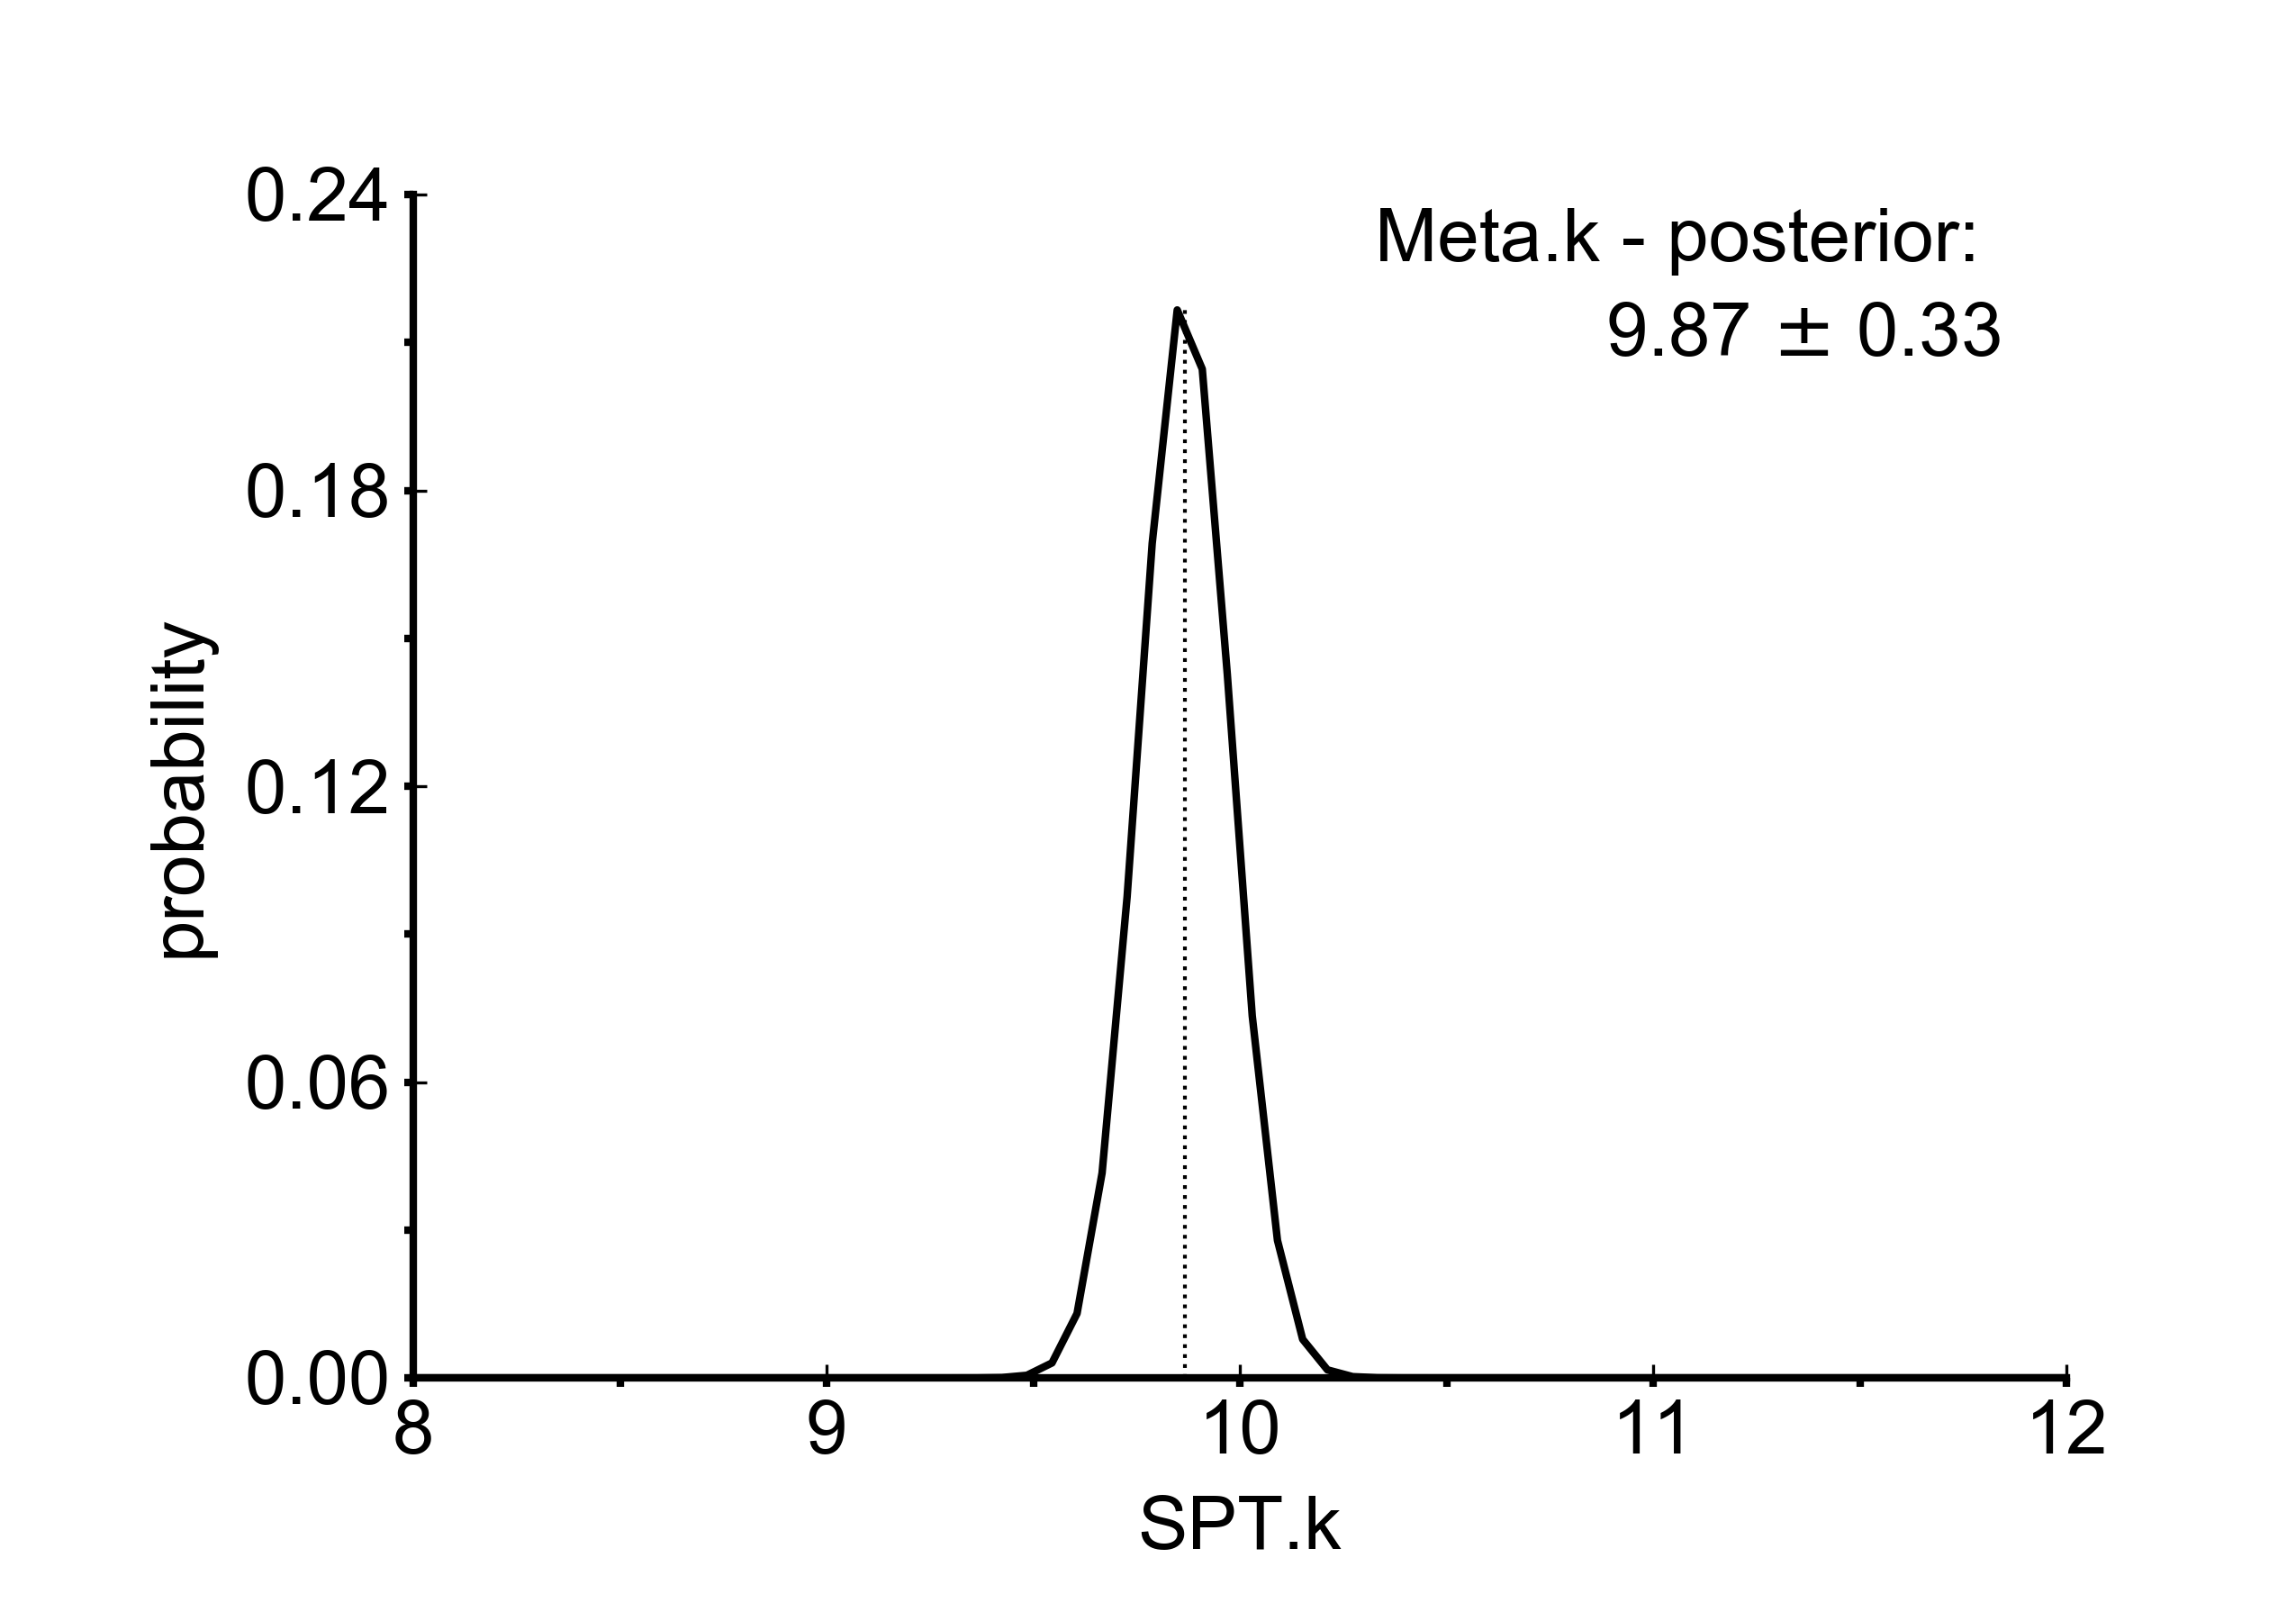 Meta.k - posterior:
9.87 ± 0.33
0.24
0.18
0.12
0.06
0.00
probability
8 9 10 11 12
SPT.k